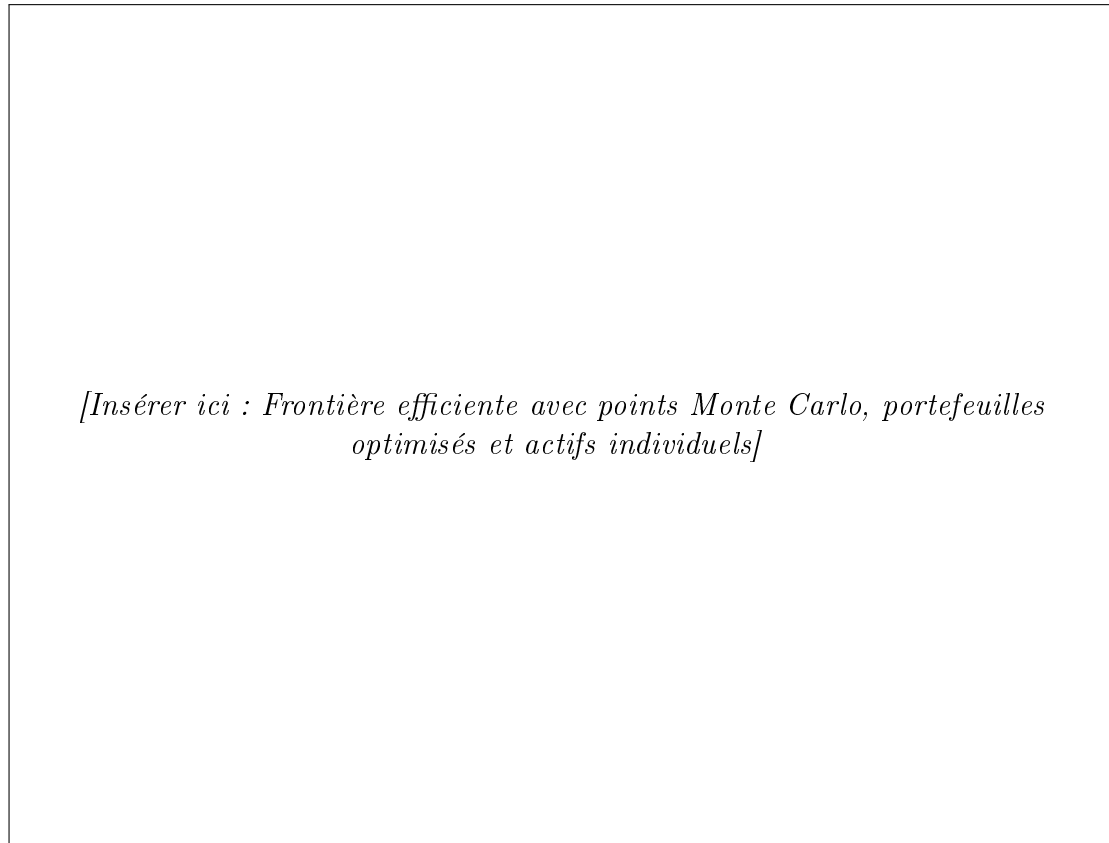 [Insérer ici : Frontière efficiente avec points Monte Carlo, portefeuilles
optimisés et actifs individuels]